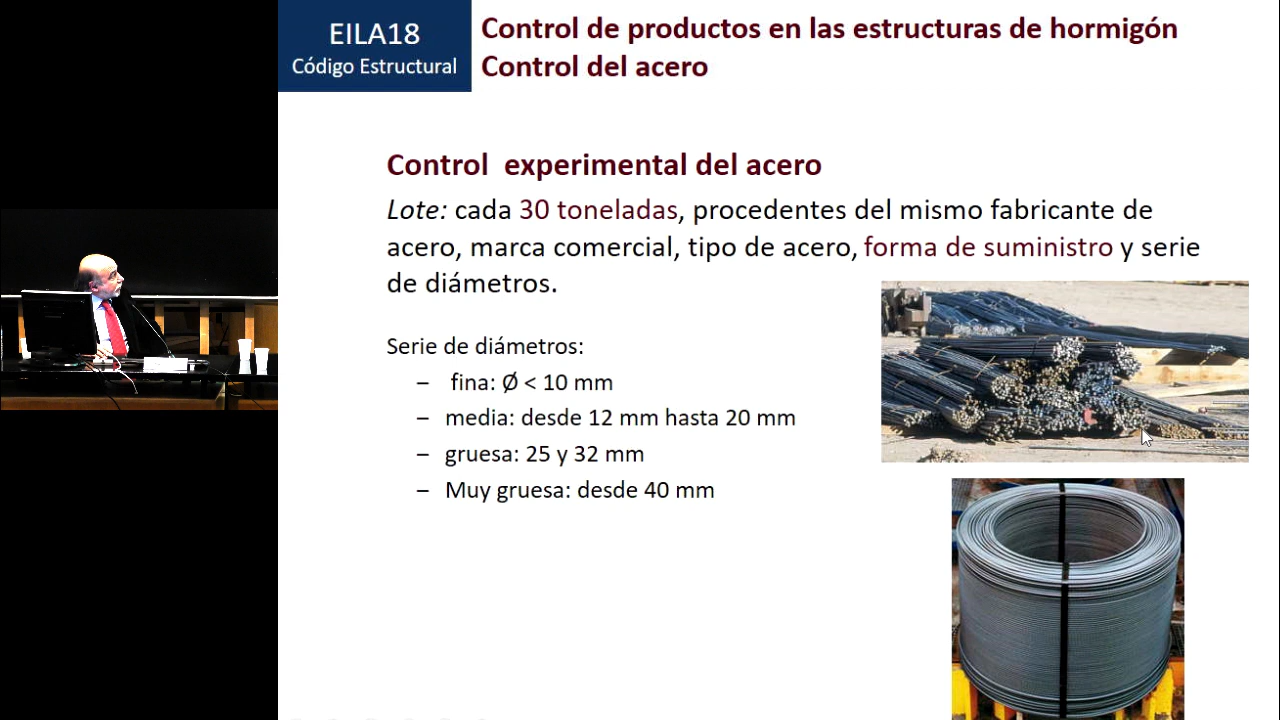 EILA18
Código Estructural
Control de productos en las estructuras de hormigón
Control del acero
Control experimental del acero
Lote: cada 30 toneladas, procedentes del mismo fabricante de
acero, marca comercial, tipo de acero, forma de suministro y serie
de diámetros.
Serie de diámetros:
– fina: Ø < 10 mm
– media: desde 12 mm hasta 20 mm
– gruesa: 25 y 32 mm
– Muy gruesa: desde 40 mm